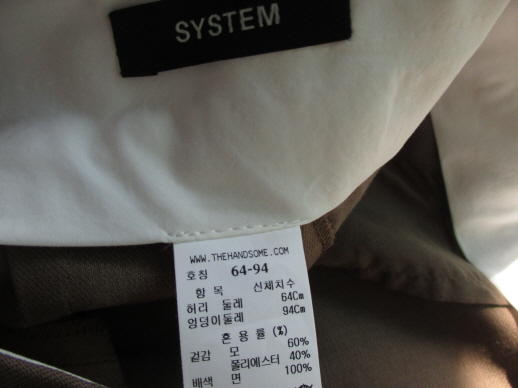 SYSTEM
WWW.THEHANDSOME.COM
호칭 64-94
항 목 신체치수
허리 둘레 64Cm
엉덩이둘레 94Cm
혼 용 률 (%)
겉감 모 60%
폴리에스터 40%
배색 면 100%